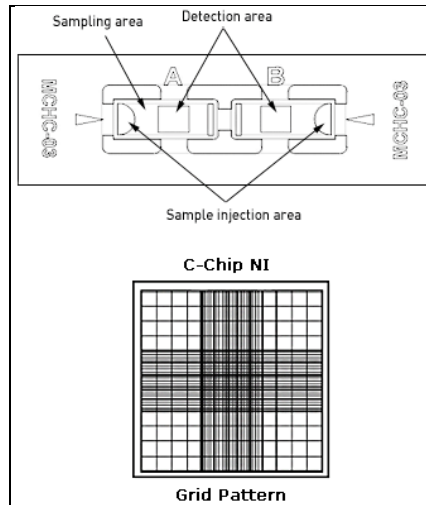 Sampling area
Detection area
A
B
MCHC-03
MCHC-03
Sample injection area
C-Chip NI
Grid Pattern